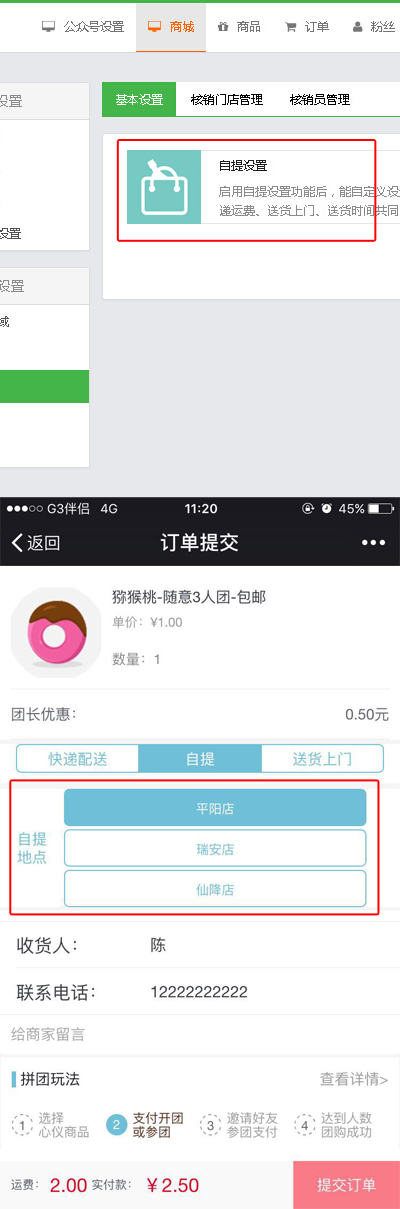 公众号设置 商城 商品 订单 粉丝
设置
基本设置 核销门店管理 核销员管理
自提设置
启用自提设置功能后，能自定义设
递运费、送货上门、送货时间共同
设置
设置
域
●●●○○ G3伴侣 4G 11:20 45%
返回 订单提交
猕猴桃-随意3人团-包邮
单价：¥1.00
数量：1
团长优惠： 0.50元
快递配送 自提 送货上门
自提
地点
平阳店
瑞安店
仙降店
收货人： 陈
联系电话： 12222222222
给商家留言
拼团玩法 查看详情>
1 选择
心仪商品
2 支付开团
或参团
3 邀请好友
参团支付
4 达到人数
团购成功
运费： 2.00 实付款： ¥2.50 提交订单